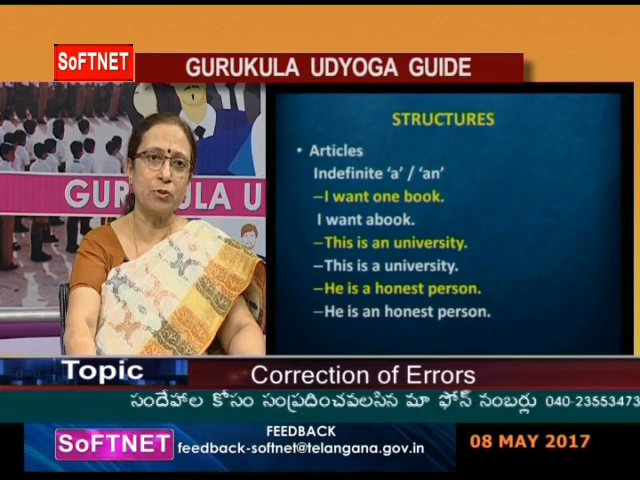 SoFTNET
GURUKULA UDYOGA GUIDE
GUR KULA U
STRUCTURES
• Articles
Indefinite 'a' / 'an'
–I want one book.
I want abook.
–This is an university.
–This is a university.
–He is a honest person.
–He is an honest person.
Topic
Correction of Errors
సందేహాల కోసం సంప్రదించవలసిన మా ఫోన్ నంబర్లు 040-23553473
SoFTNET
FEEDBACK
feedback-softnet@telangana.gov.in
08 MAY 2017